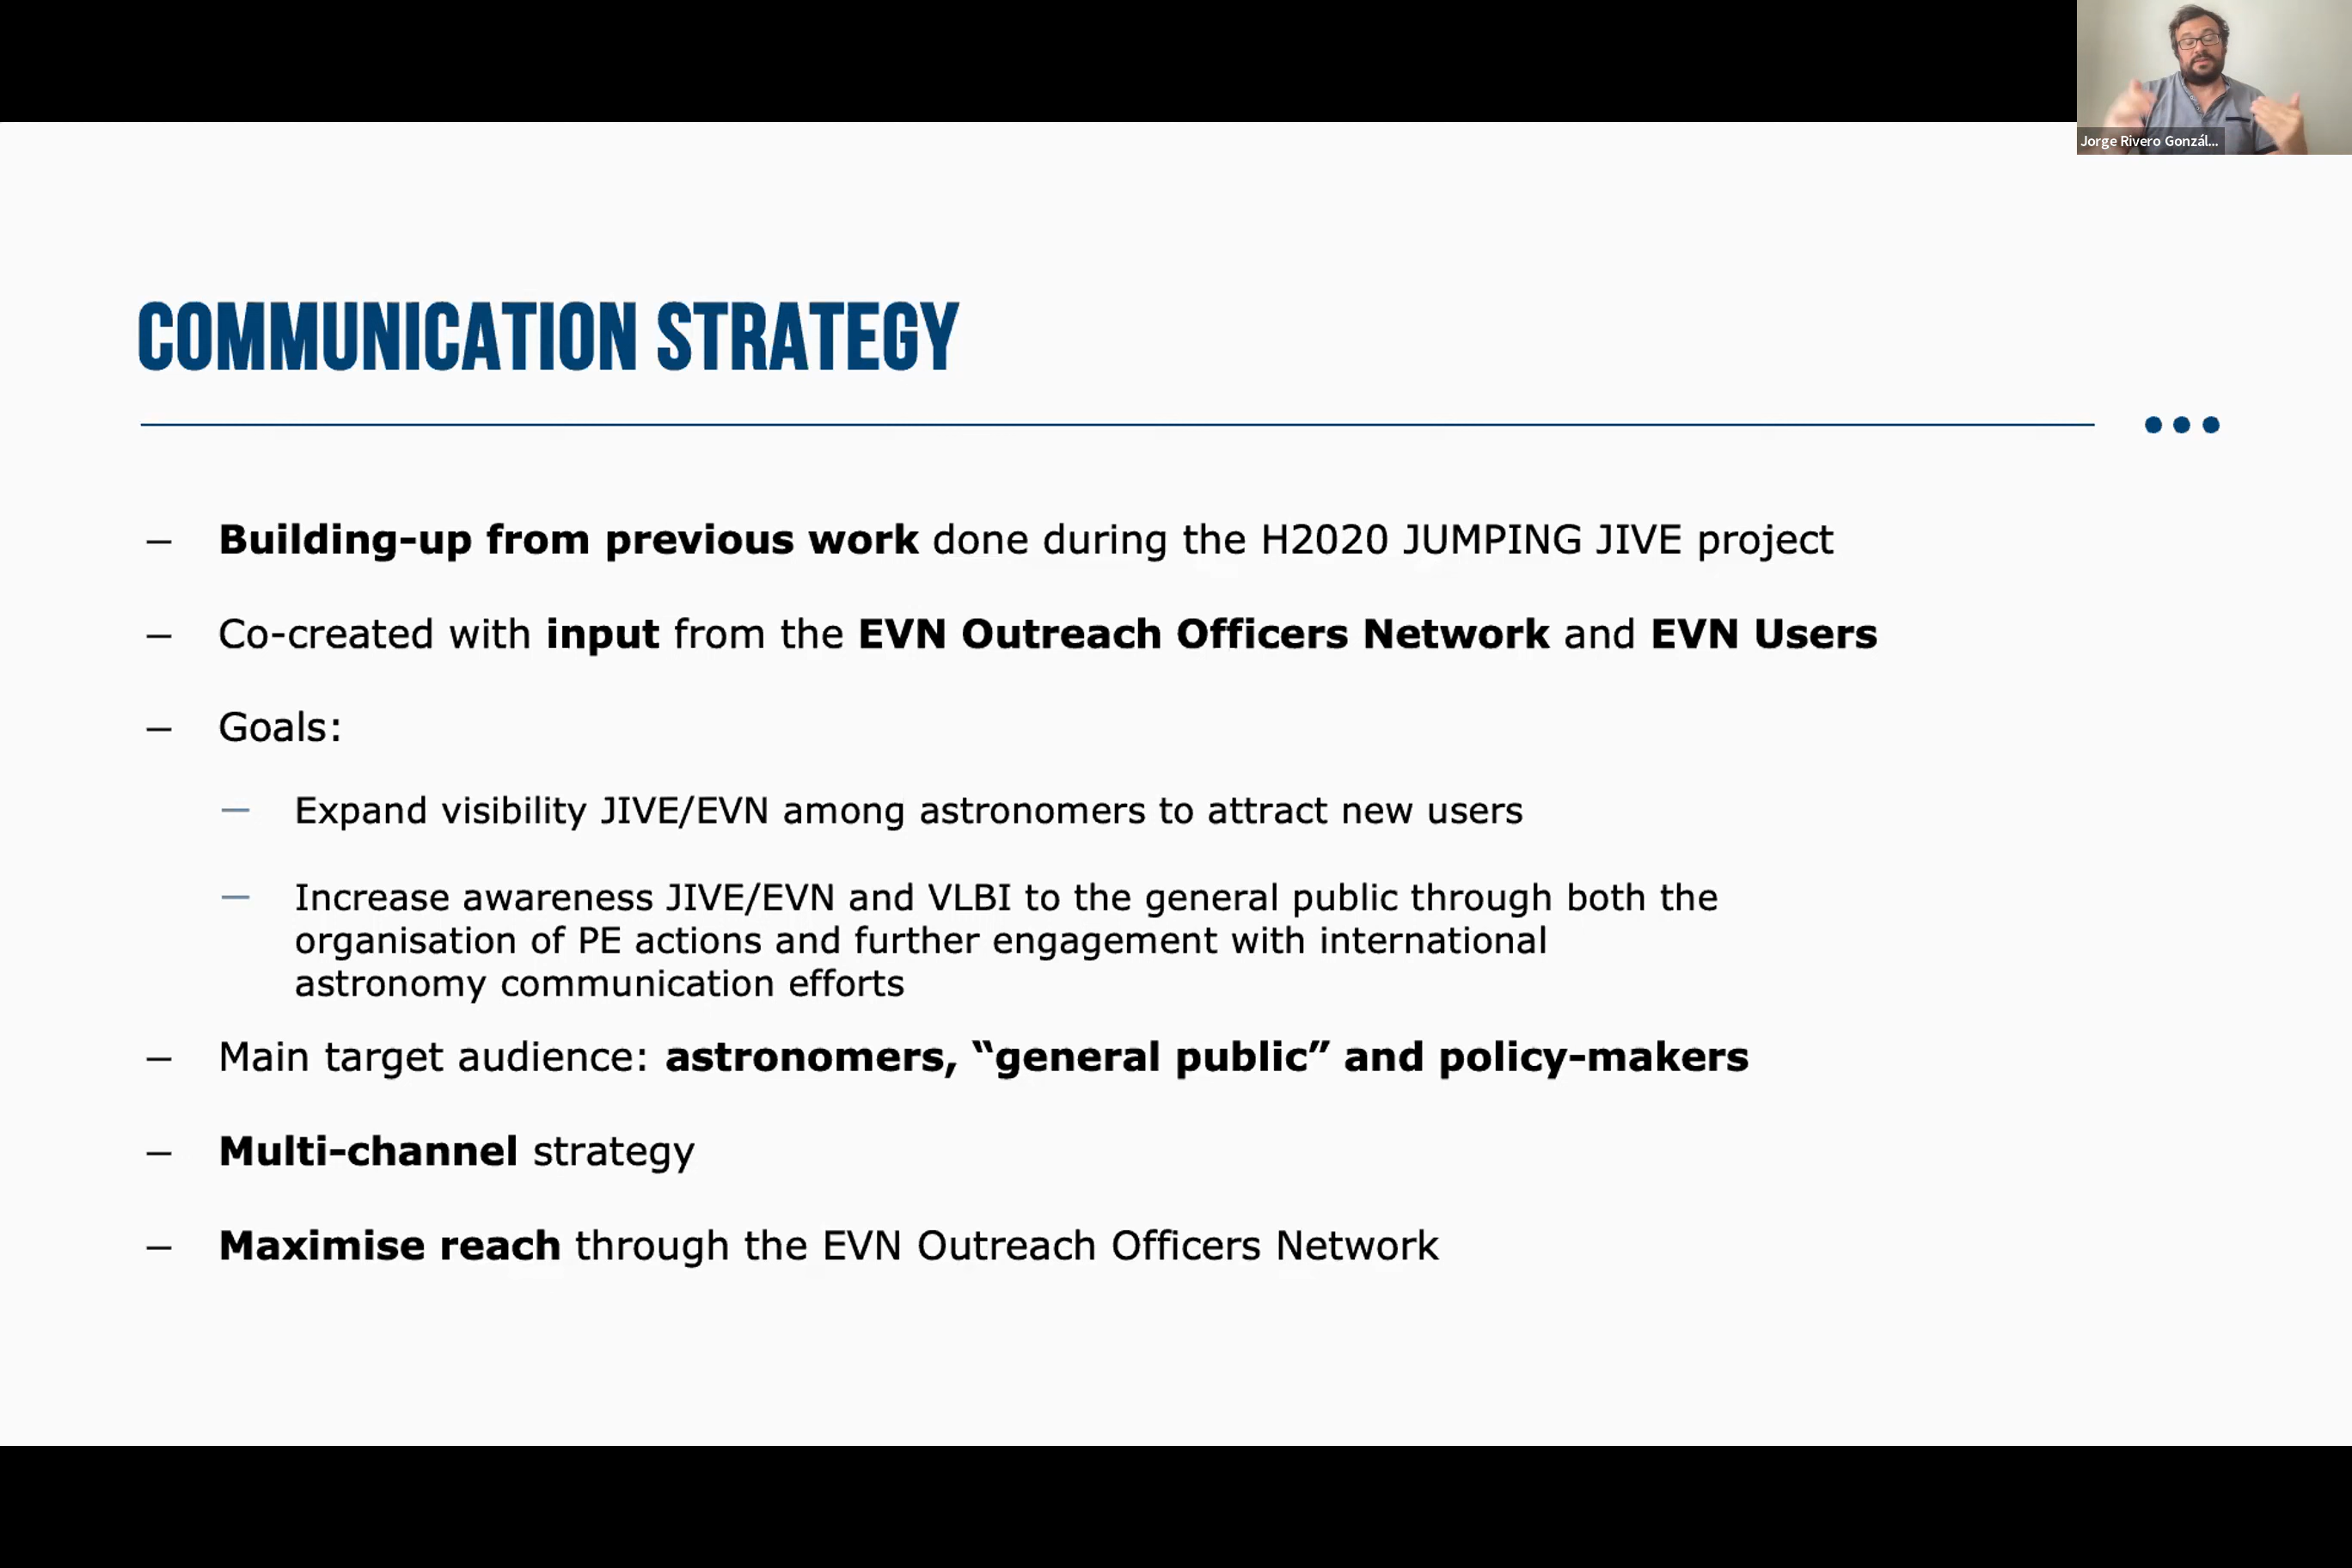 Jorge Rivero Gonzál...
COMMUNICATION STRATEGY
– Building-up from previous work done during the H2020 JUMPING JIVE project
– Co-created with input from the EVN Outreach Officers Network and EVN Users
– Goals:
– Expand visibility JIVE/EVN among astronomers to attract new users
– Increase awareness JIVE/EVN and VLBI to the general public through both the
organisation of PE actions and further engagement with international
astronomy communication efforts
– Main target audience: astronomers, “general public” and policy-makers
– Multi-channel strategy
– Maximise reach through the EVN Outreach Officers Network